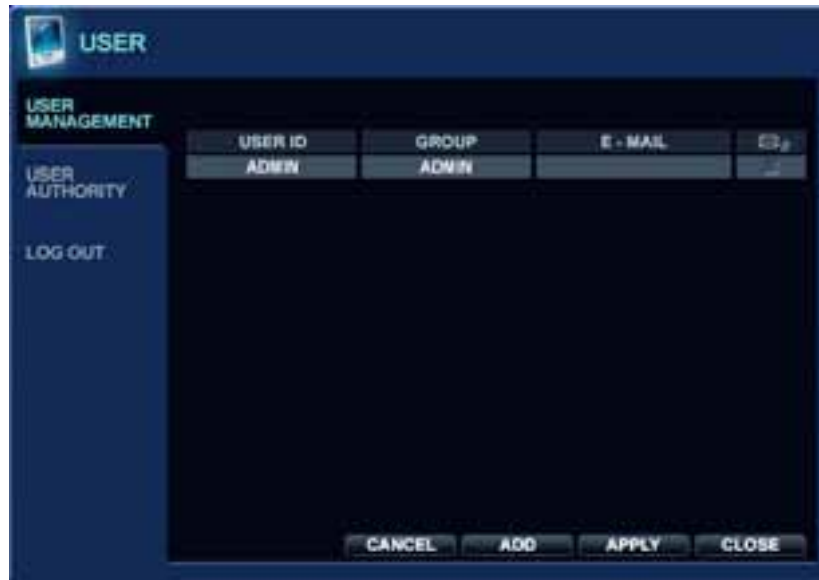 USER
USER
MANAGEMENT
USER ID GROUP E - MAIL
ADMIN ADMIN
USER
AUTHORITY
LOG OUT
CANCEL ADD APPLY CLOSE